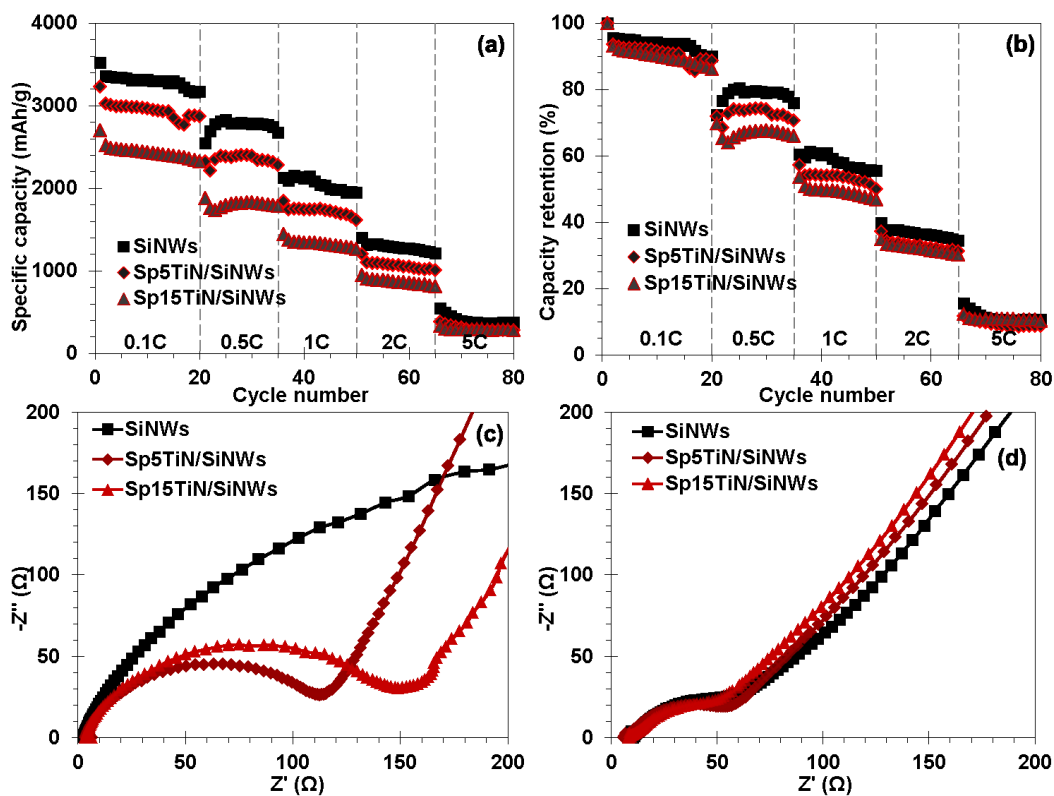 (a)
Specific capacity (mAh/g)
4000
3000
2000
1000
0
SiNWs
Sp5TiN/SiNWs
Sp15TiN/SiNWs
0.1C 0.5C 1C 2C 5C
0 20 40 60 80
Cycle number
(b)
Capacity retention (%)
100
80
60
40
20
0
SiNWs
Sp5TiN/SiNWs
Sp15TiN/SiNWs
0.1C 0.5C 1C 2C 5C
0 20 40 60 80
Cycle number
(c)
-Z'' (Ω)
200
150
100
50
0
SiNWs
Sp5TiN/SiNWs
Sp15TiN/SiNWs
0 50 100 150 200
Z' (Ω)
(d)
-Z'' (Ω)
200
150
100
50
0
SiNWs
Sp5TiN/SiNWs
Sp15TiN/SiNWs
0 50 100 150 200
Z' (Ω)